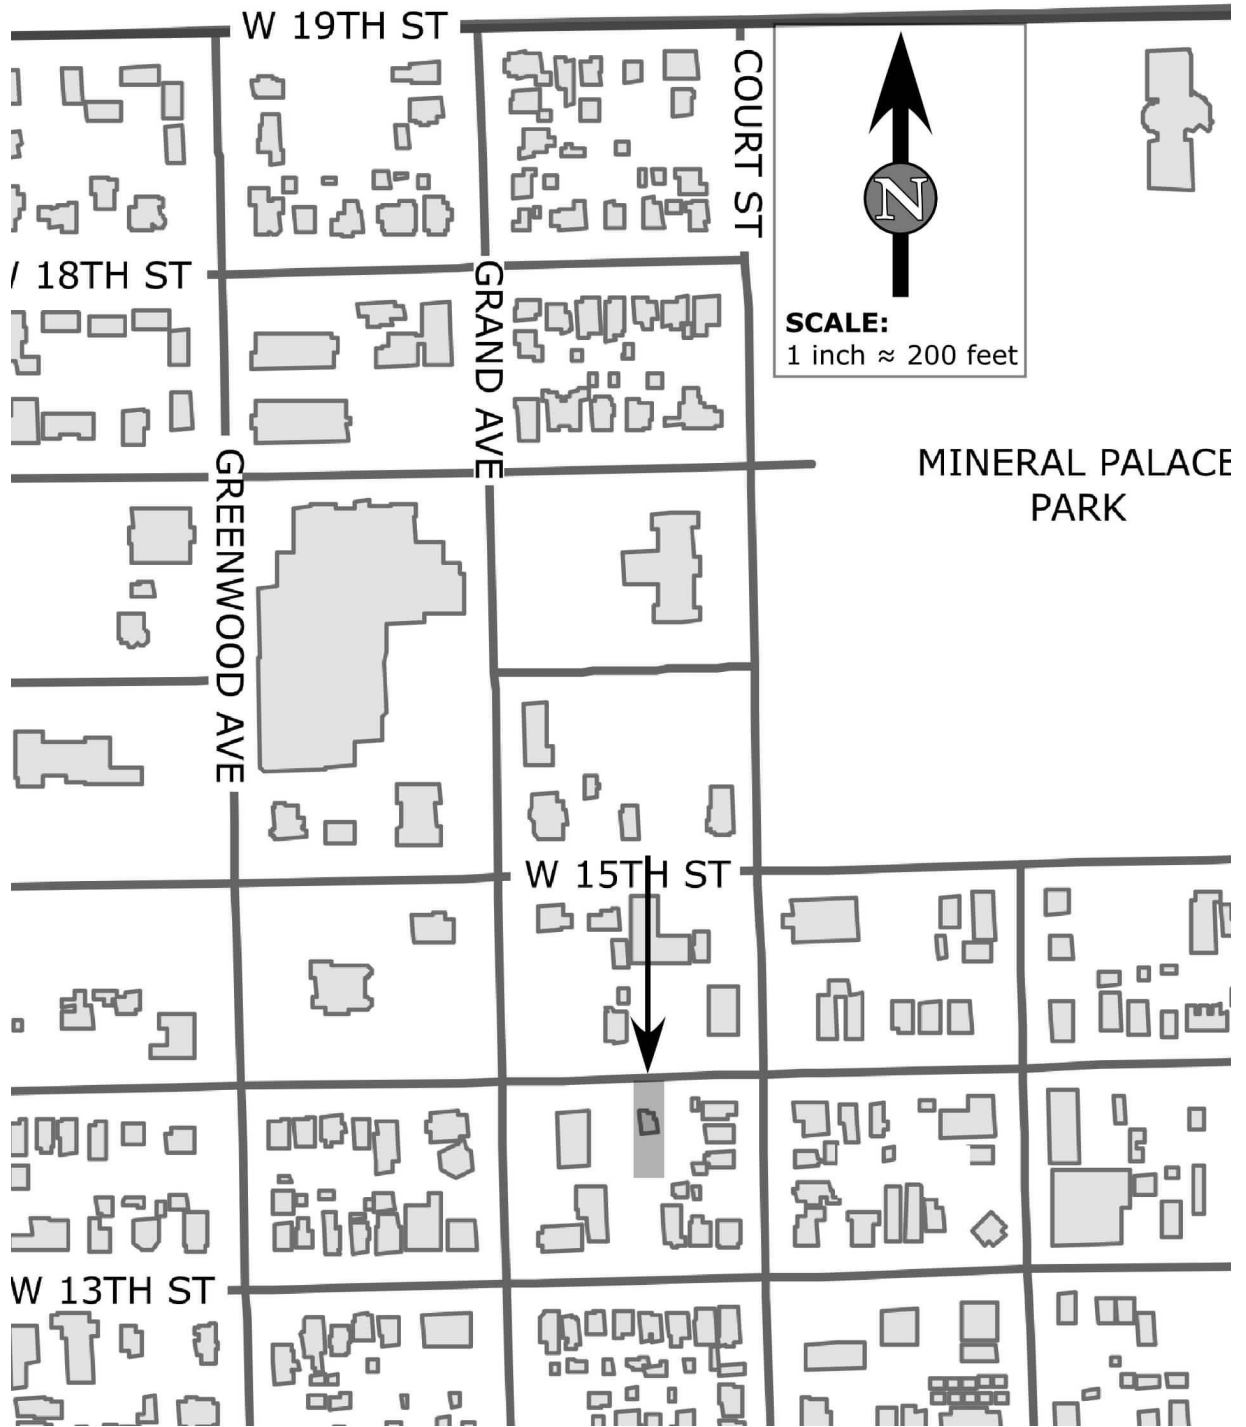 W 19TH ST
COURT ST
N
W 18TH ST
GRAND AVE
SCALE:
1 inch ≈ 200 feet
MINERAL PALACE
PARK
GREENWOOD AVE
W 15TH ST
W 13TH ST